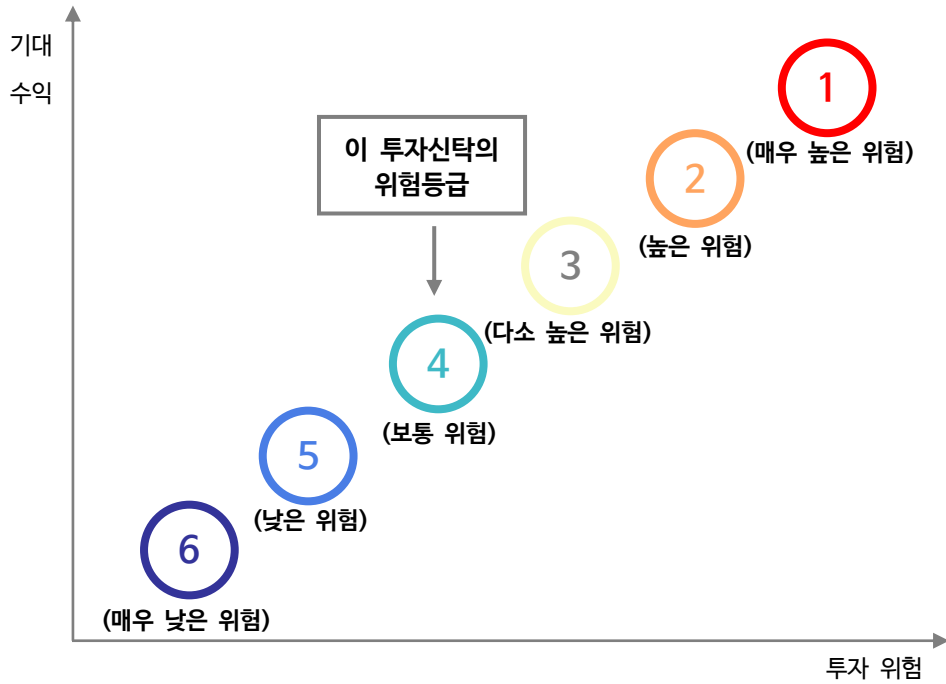 기대
수익
1
(매우 높은 위험)
이 투자신탁의
위험등급
2
(높은 위험)
3
(다소 높은 위험)
4
(보통 위험)
5
(낮은 위험)
6
(매우 낮은 위험)
투자 위험